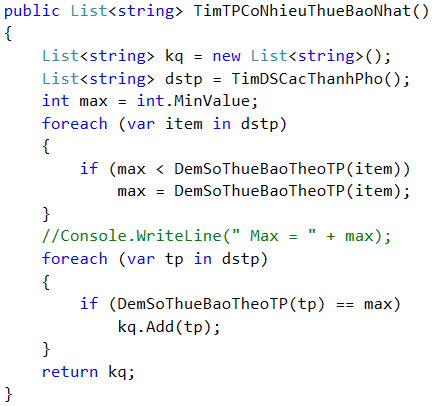 public List<string> TimTPCoNhieuThueBaoNhat()
{
    List<string> kq = new List<string>();
    List<string> dstp = TimDSCacThanhPho();
    int max = int.MinValue;
    foreach (var item in dstp)
    {
        if (max < DemSoThueBaoTheoTP(item))
            max = DemSoThueBaoTheoTP(item);
    }
    //Console.WriteLine(" Max = " + max);
    foreach (var tp in dstp)
    {
        if (DemSoThueBaoTheoTP(tp) == max)
            kq.Add(tp);
    }
    return kq;
}